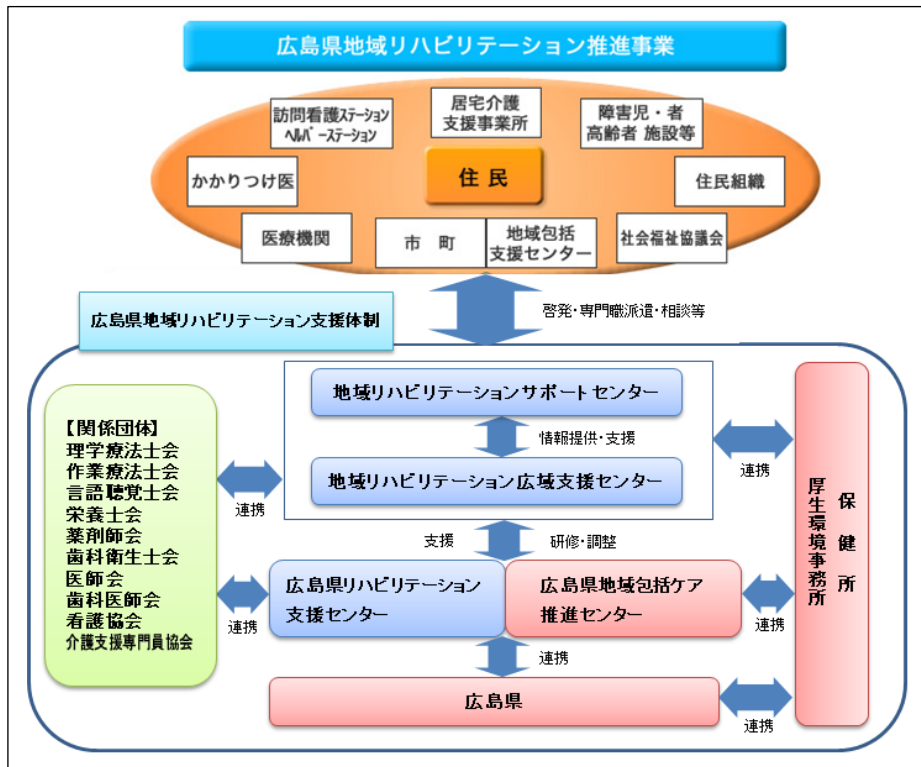 広島県地域リハビリテーション推進事業
訪問看護ステーション
ヘルパーステーション
居宅介護
支援事業所
障害児・者
高齢者 施設等
かかりつけ医
住民
住民組織
医療機関
市 町
地域包括
支援センター
社会福祉協議会
啓発・専門職派遣・相談等
広島県地域リハビリテーション支援体制
地域リハビリテーションサポートセンター
情報提供・支援
地域リハビリテーション広域支援センター
【関係団体】
理学療法士会
作業療法士会
言語聴覚士会
栄養士会
薬剤師会
歯科衛生士会
医師会
歯科医師会
看護協会
介護支援専門員協会
連携
連携
支援
研修・調整
広島県リハビリテーション
支援センター
広島県地域包括ケア
推進センター
連携
連携
連携
広島県
連携
保健所
厚生環境事務所